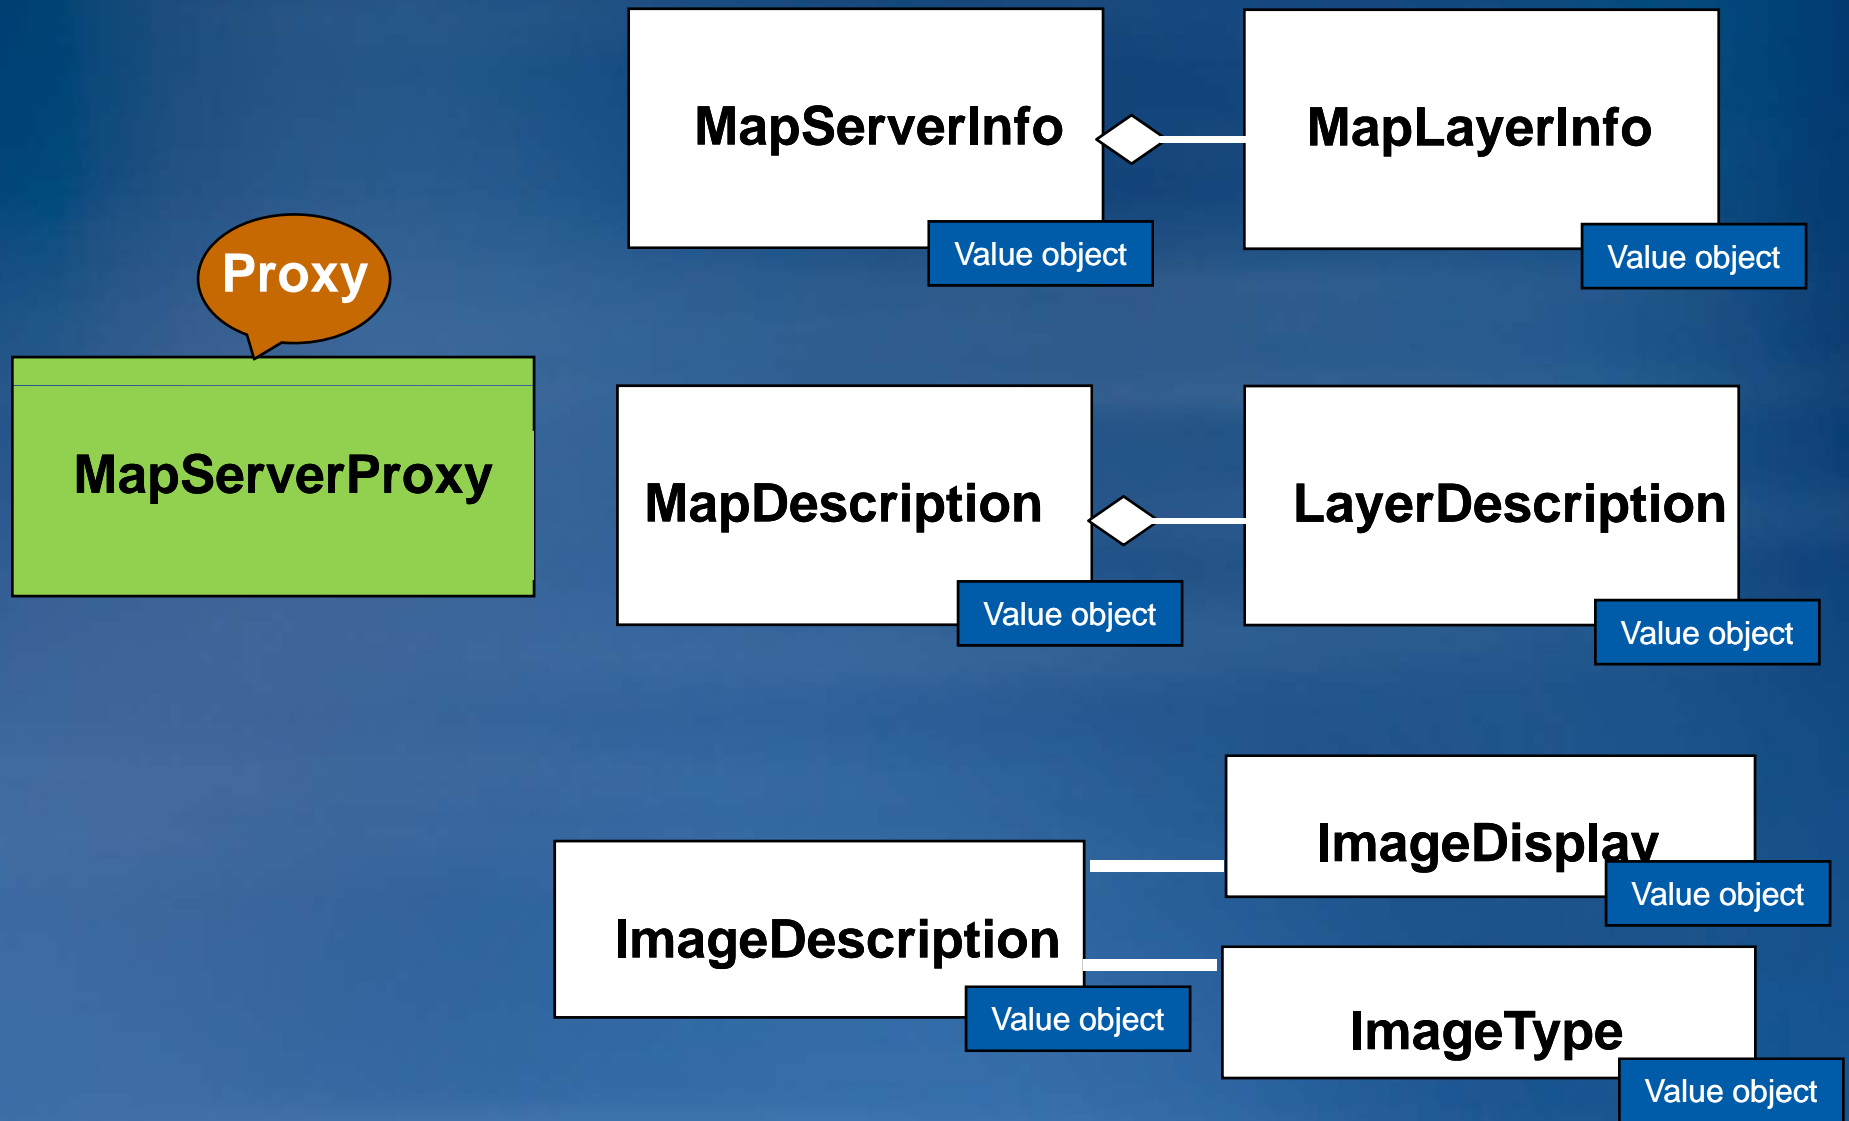 MapServerInfo
Value object
MapLayerInfo
Value object
Proxy
MapServerProxy
MapDescription
Value object
LayerDescription
Value object
ImageDescription
Value object
ImageDisplay
Value object
ImageType
Value object